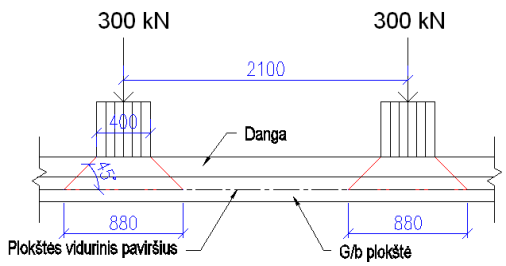 300 kN
300 kN
2100
400
Danga
45°
880
880
Plokštės vidurinis paviršius
G/b plokštė